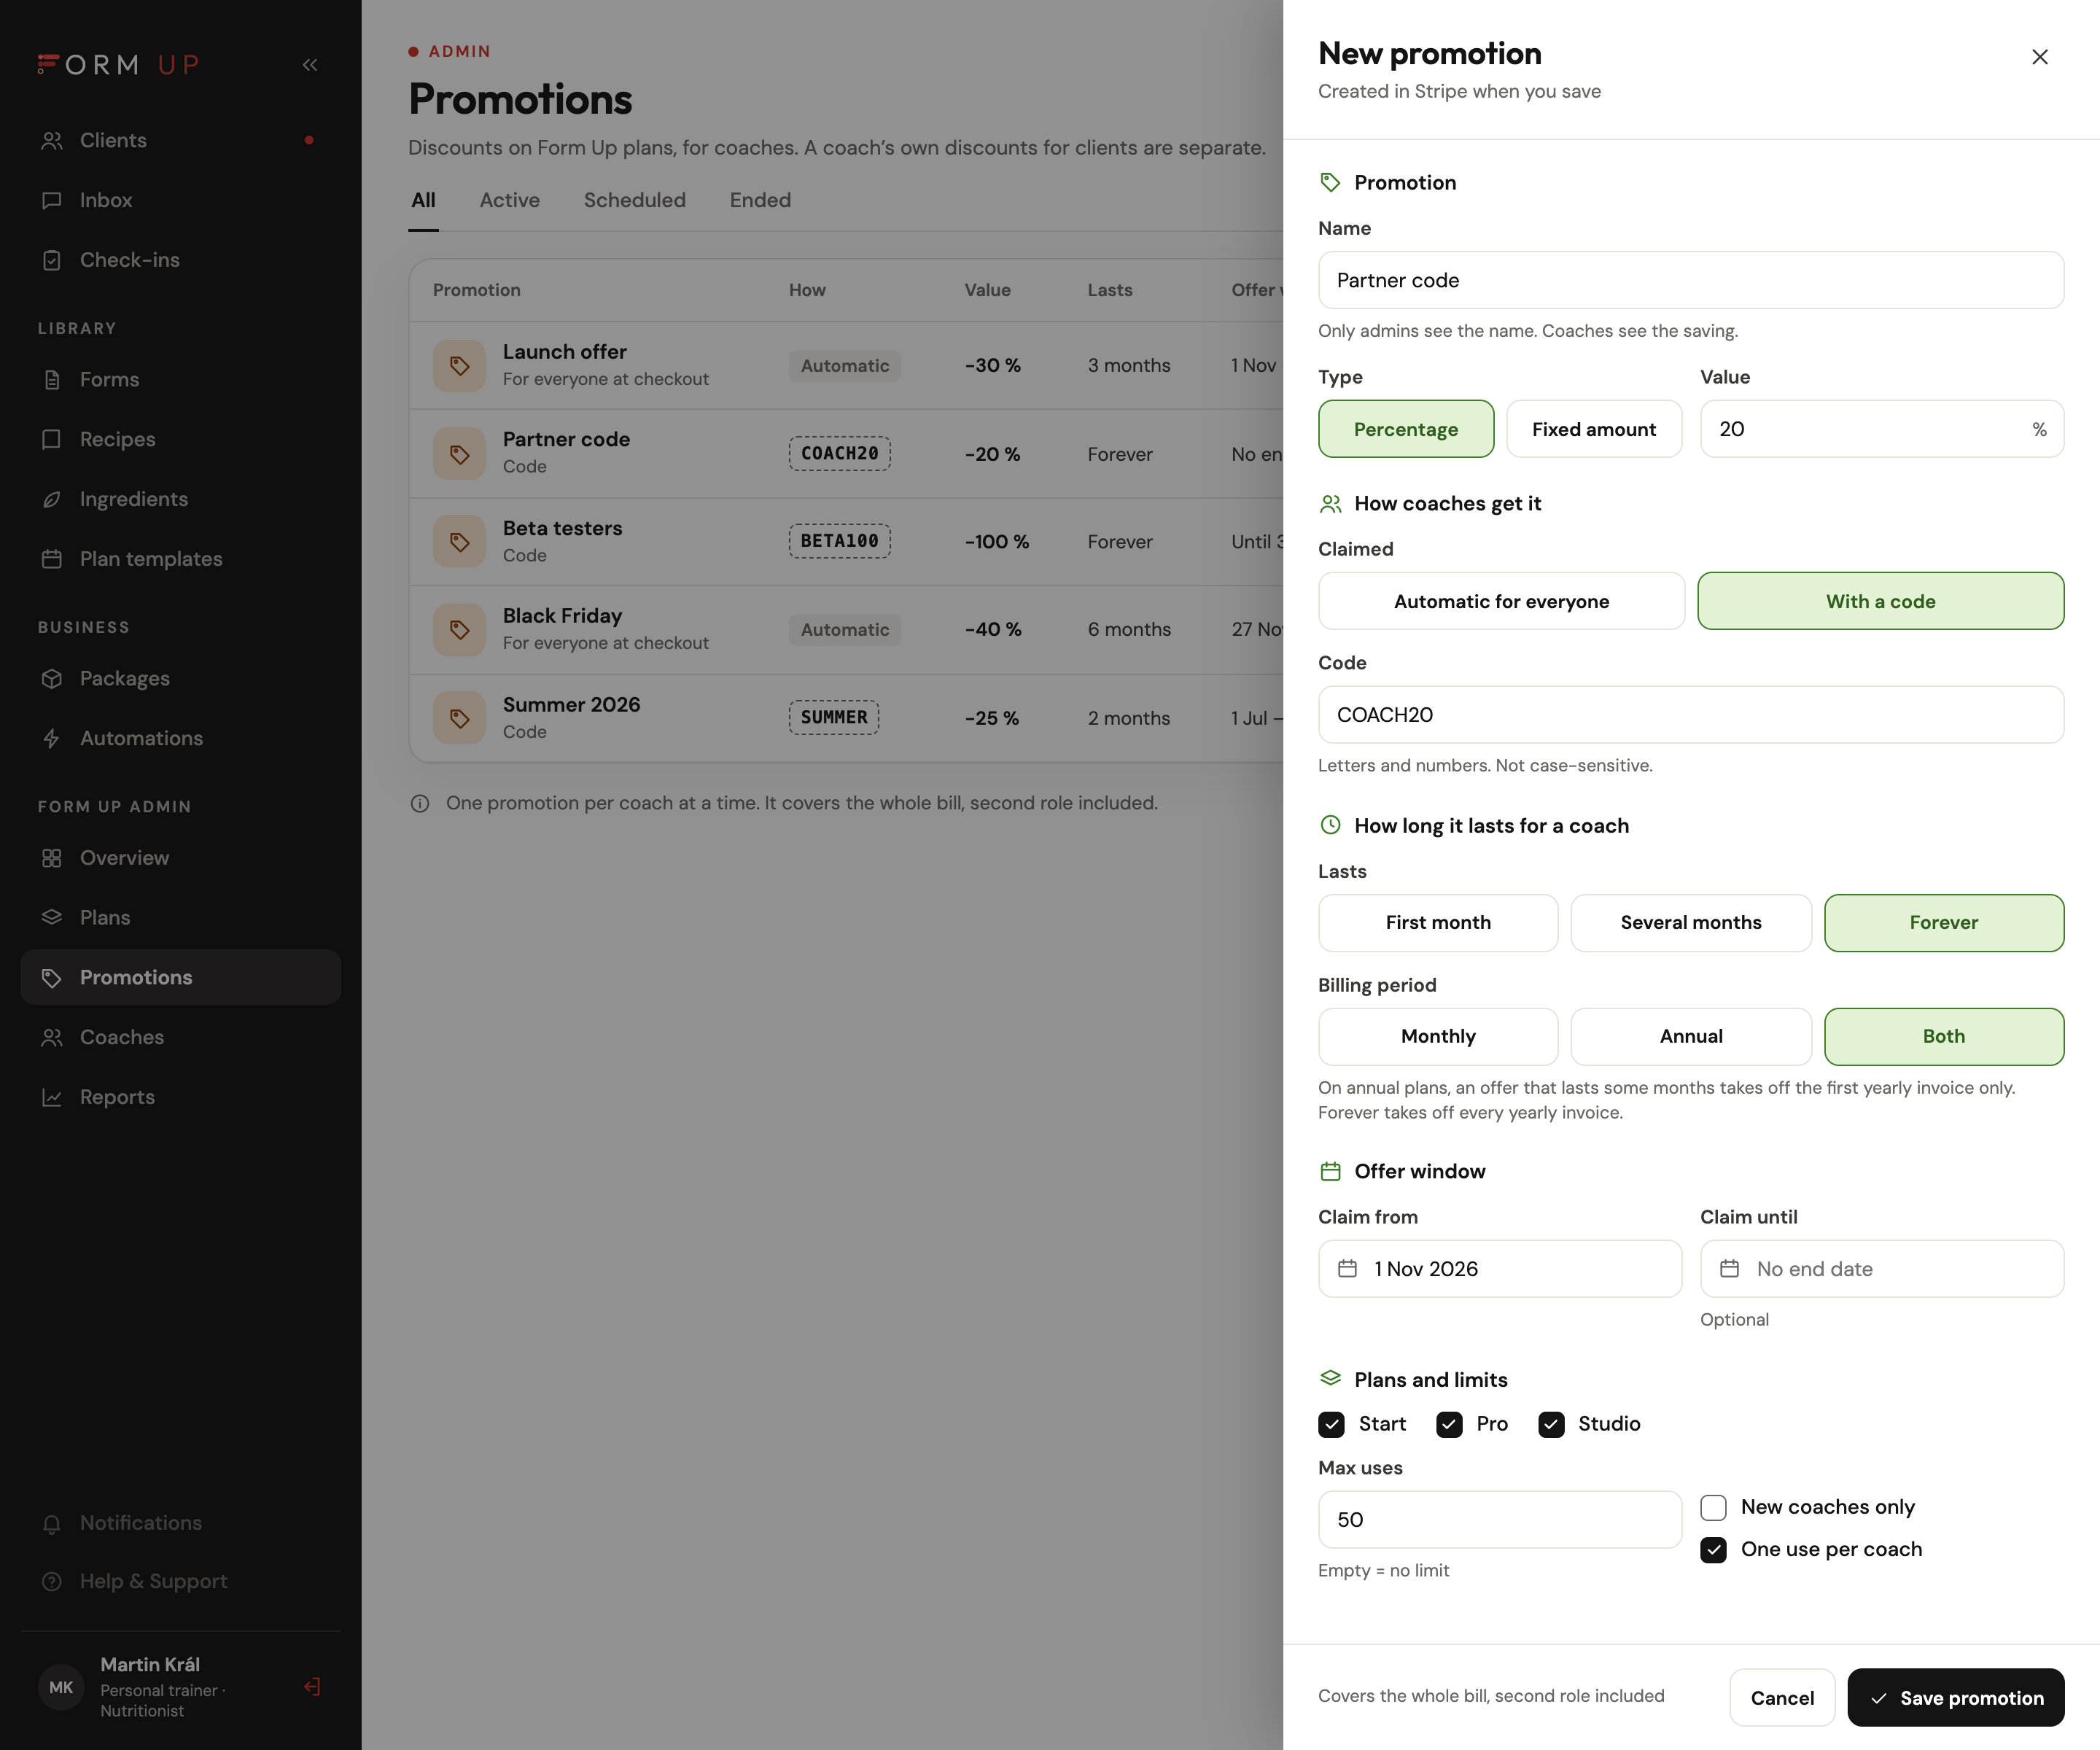 FORM UP
Clients
Inbox
Check-ins
LIBRARY
Forms
Recipes
Ingredients
Plan templates
BUSINESS
Packages
Automations
FORM UP ADMIN
Overview
Plans
Promotions
Coaches
Reports
Notifications
Help & Support
MK
Martin Král
Personal trainer ·
Nutritionist
ADMIN
Promotions
Discounts on Form Up plans, for coaches. A coach’s own discounts for clients are separate.
All Active Scheduled Ended
Promotion How Value Lasts Offer
Launch offer
For everyone at checkout
Automatic -30 % 3 months 1 Nov
Partner code
Code
COACH20 -20 % Forever No en
Beta testers
Code
BETA100 -100 % Forever Until
Black Friday
For everyone at checkout
Automatic -40 % 6 months 27 No
Summer 2026
Code
SUMMER -25 % 2 months 1 Jul –
One promotion per coach at a time. It covers the whole bill, second role included.
New promotion
Created in Stripe when you save
Promotion
Name
Partner code
Only admins see the name. Coaches see the saving.
Type Value
Percentage Fixed amount 20 %
How coaches get it
Claimed
Automatic for everyone With a code
Code
COACH20
Letters and numbers. Not case-sensitive.
How long it lasts for a coach
Lasts
First month Several months Forever
Billing period
Monthly Annual Both
On annual plans, an offer that lasts some months takes off the first yearly invoice only.
Forever takes off every yearly invoice.
Offer window
Claim from Claim until
1 Nov 2026 No end date
Optional
Plans and limits
Start Pro Studio
Max uses
50
New coaches only
One use per coach
Empty = no limit
Covers the whole bill, second role included
Cancel Save promotion